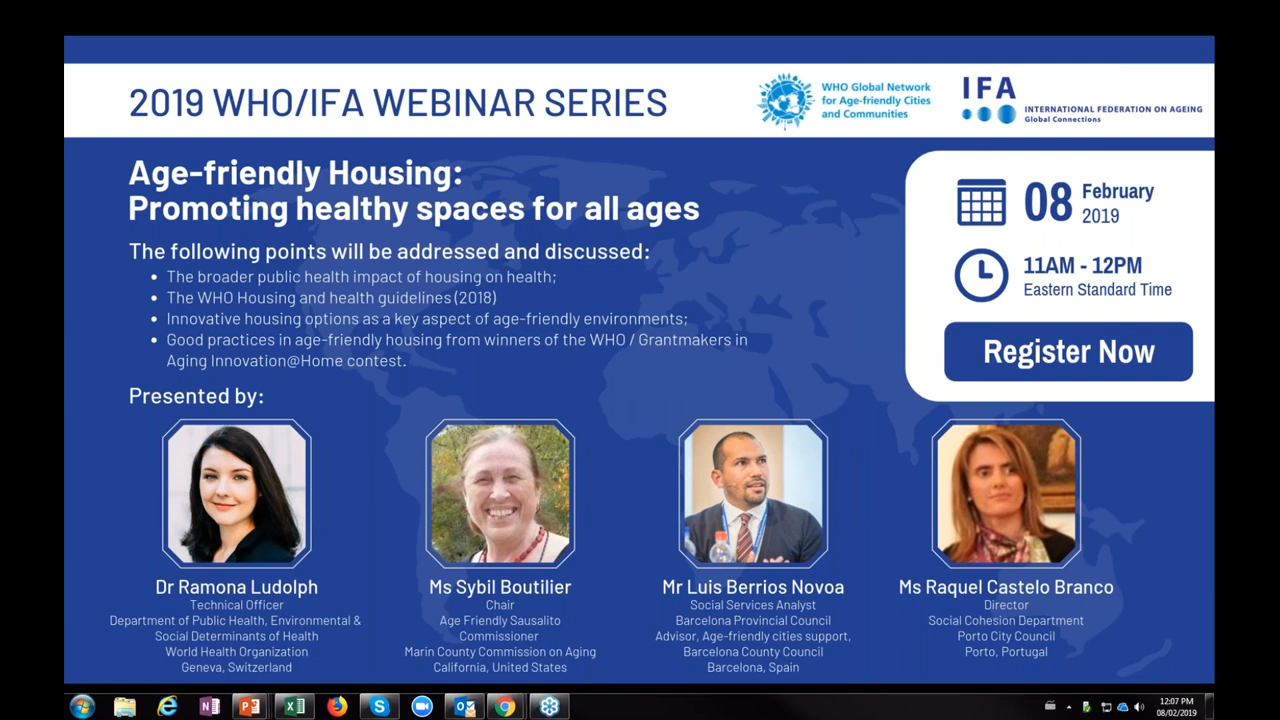 2019 WHO/IFA WEBINAR SERIES
WHO Global Network
for Age-friendly Cities
and Communities
IFA
INTERNATIONAL FEDERATION ON AGEING
Global Connections
Age-friendly Housing:
Promoting healthy spaces for all ages
The following points will be addressed and discussed:
• The broader public health impact of housing on health;
• The WHO Housing and health guidelines (2018)
• Innovative housing options as a key aspect of age-friendly environments;
• Good practices in age-friendly housing from winners of the WHO / Grantmakers in
Aging Innovation@Home contest.
08 February
2019
11AM - 12PM
Eastern Standard Time
Register Now
Presented by:
Dr Ramona Ludolph
Technical Officer
Department of Public Health, Environmental &
Social Determinants of Health
World Health Organization
Geneva, Switzerland
Ms Sybil Boutilier
Chair
Age Friendly Sausalito
Commissioner
Marin County Commission on Aging
California, United States
Mr Luis Berrios Novoa
Social Services Analyst
Barcelona Provincial Council
Advisor, Age-friendly cities support,
Barcelona County Council
Barcelona, Spain
Ms Raquel Castelo Branco
Director
Social Cohesion Department
Porto City Council
Porto, Portugal
12:07 PM
08/02/2019